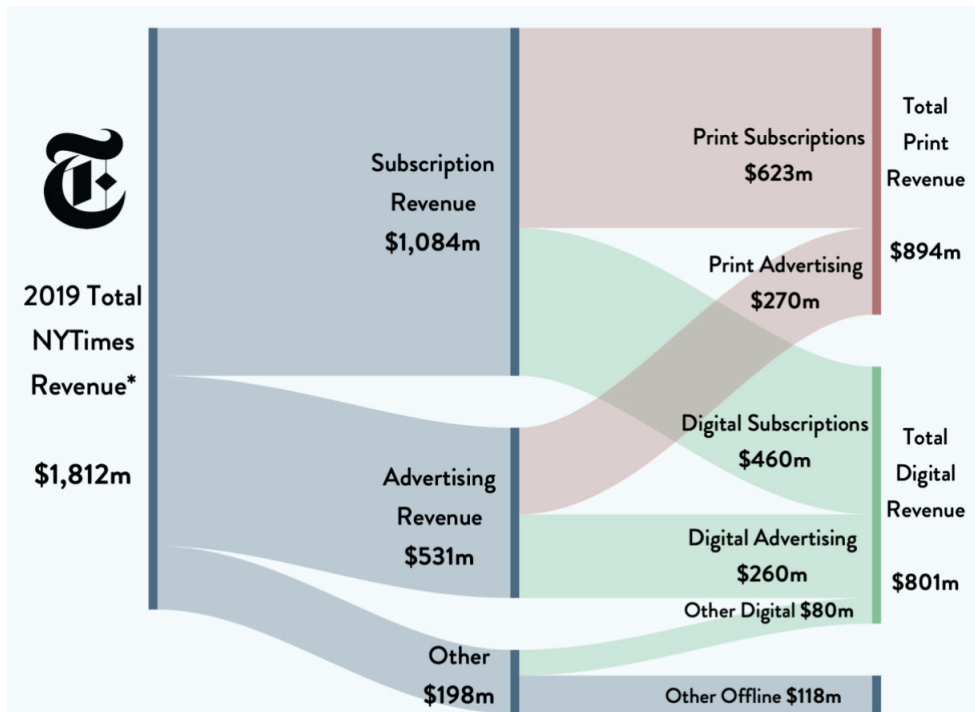 2019 Total
NYTimes
Revenue*
$1,812m
Subscription
Revenue
$1,084m
Advertising
Revenue
$531m
Other
$198m
Print Subscriptions
$623m
Print Advertising
$270m
Digital Subscriptions
$460m
Digital Advertising
$260m
Other Digital $80m
Other Offline $118m
Total
Print
Revenue
$894m
Total
Digital
Revenue
$801m